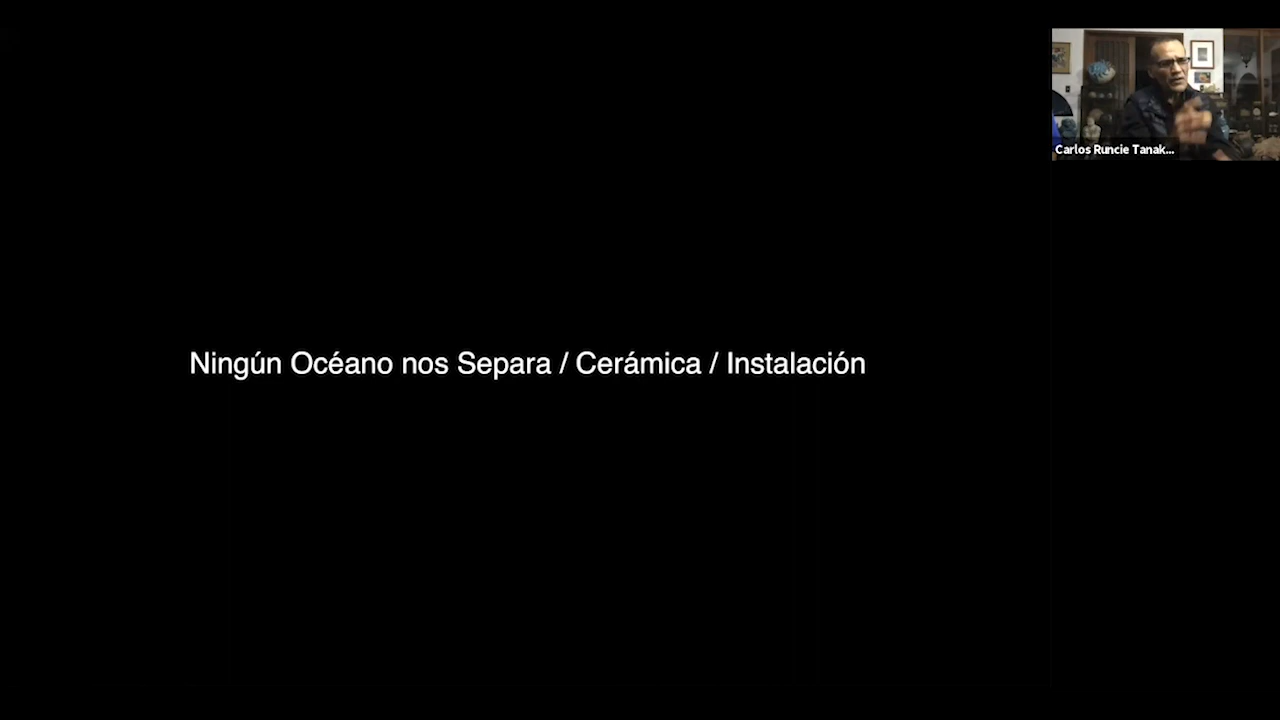 Carlos Runcie Tanak...
Ningún Océano nos Separa / Cerámica / Instalación